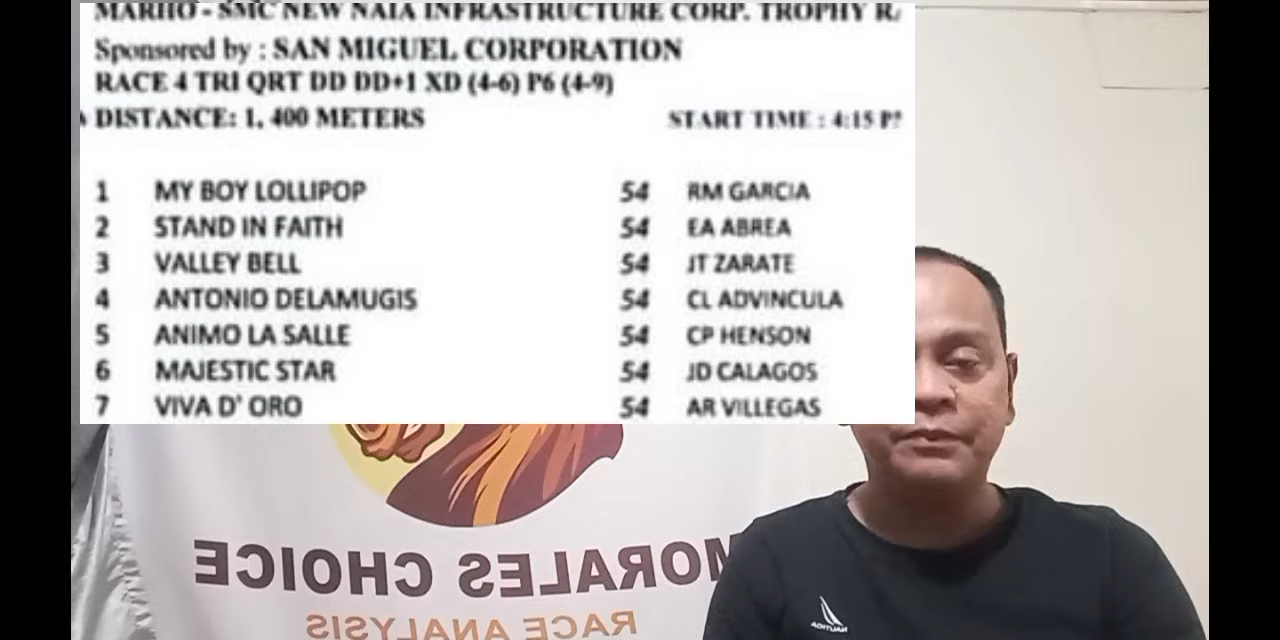 MARHO - SMC NEW NAIA INFRASTRUCTURE CORP. TROPHY
Sponsored by : SAN MIGUEL CORPORATION
RACE 4 TRI QRT DD DD+1 XD (4-6) P6 (4-9)
DISTANCE: 1, 400 METERS START TIME : 4:15
1 MY BOY LOLLIPOP 54 RM GARCIA
2 STAND IN FAITH 54 EA ABREA
3 VALLEY BELL 54 JT ZARATE
4 ANTONIO DELAMUGIS 54 CL ADVINCULA
5 ANIMO LA SALLE 54 CP HENSON
6 MAJESTIC STAR 54 JD CALAGOS
7 VIVA D' ORO 54 AR VILLEGAS
MORALES CHOICE
RACE ANALYSIS
NAUTICA